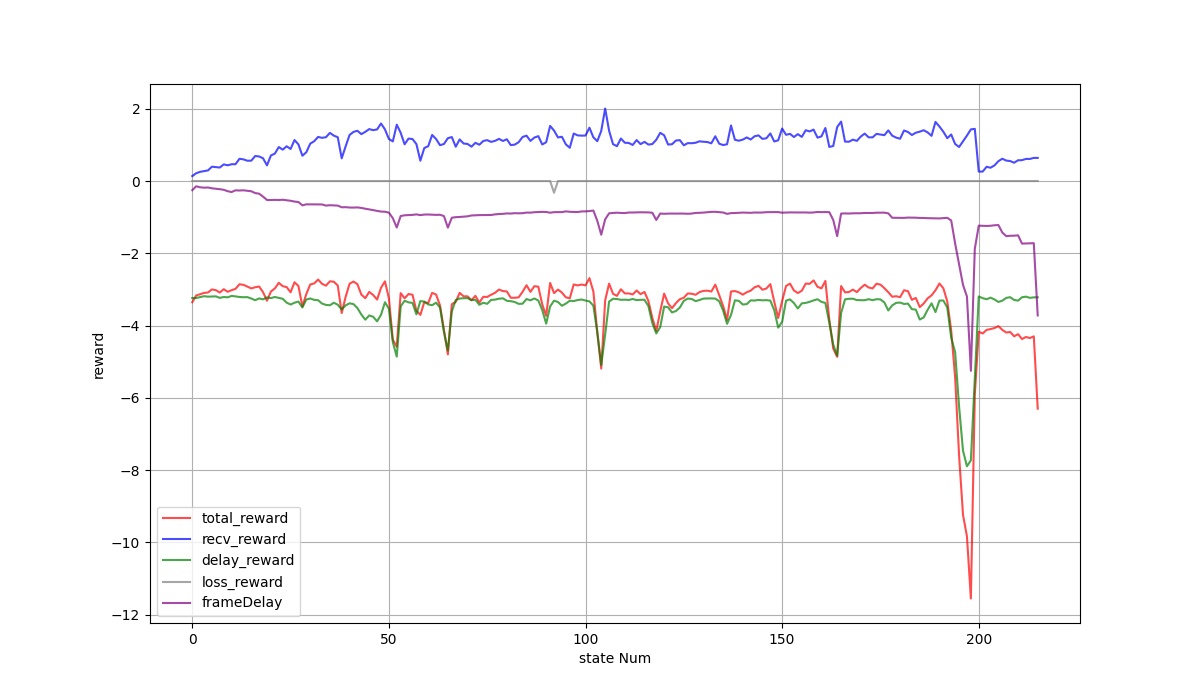 2
0
−2
−4
−6
−8
−10
−12
reward
0 50 100 150 200
state Num
total_reward
recv_reward
delay_reward
loss_reward
frameDelay